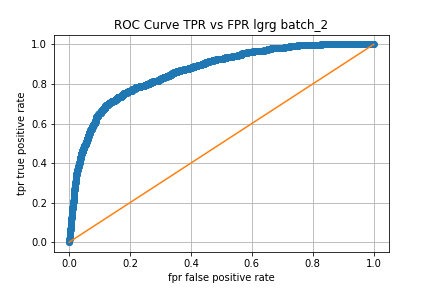 ROC Curve TPR vs FPR lgrg batch_2
tpr true positive rate
1.0
0.8
0.6
0.4
0.2
0.0
0.0 0.2 0.4 0.6 0.8 1.0
fpr false positive rate